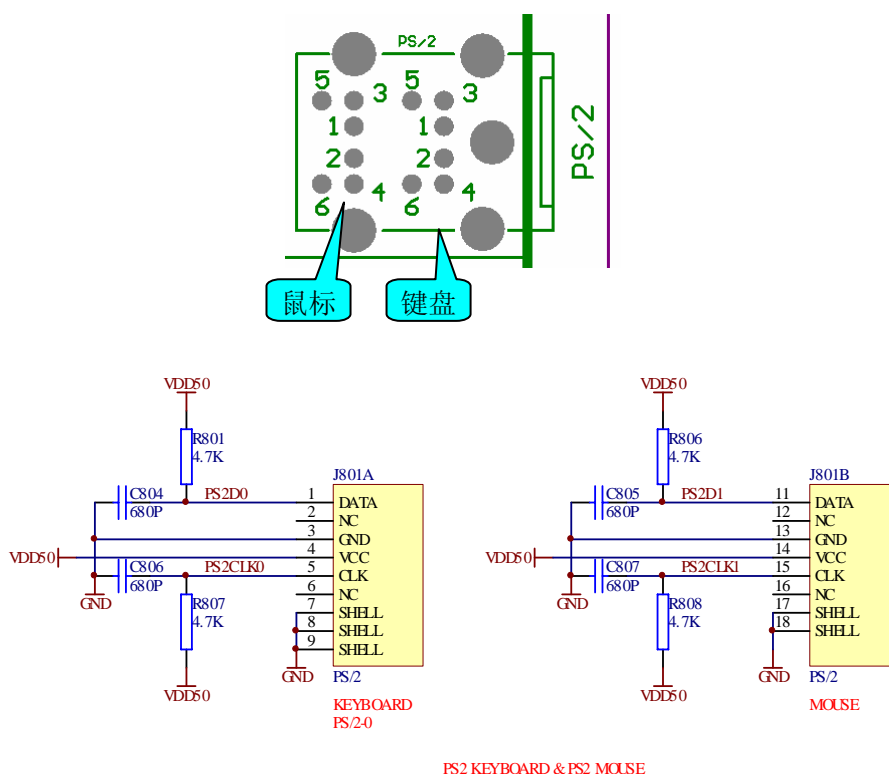 PS/2
5 3 5 3
1 1
2 2
4 4
6 6
PS/2
鼠标 键盘
VDD50 VDD50
R801 R806
4.7K 4.7K
J801A J801B
C804 PS2D0 1 DATA C805 PS2D1 11 DATA
680P 2 NC 680P 12 NC
3 GND 13 GND
VDD50 4 VCC VDD50 14 VCC
C806 PS2CLK0 5 CLK C807 PS2CLK1 15 CLK
680P 6 NC 680P 16 NC
GND R807 7 SHELL GND R808 17 SHELL
4.7K 8 SHELL 4.7K 18 SHELL
9 SHELL
GND PS/2 GND PS/2
VDD50 VDD50
KEYBOARD MOUSE
PS/2-0
PS2 KEYBOARD & PS2 MOUSE